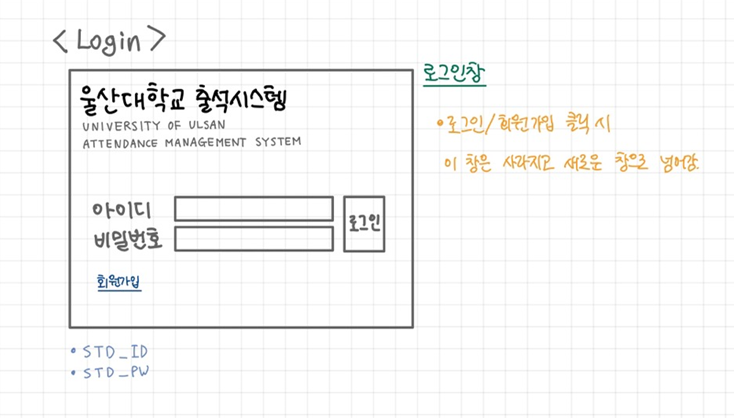 <Login>
울산대학교 출석시스템
UNIVERSITY OF ULSAN
ATTENDANCE MANAGEMENT SYSTEM
아이디
비밀번호
로그인
회원가입
• STD_ID
• STD_PW
로그인창
• 로그인/회원가입 클릭 시
이 창은 사라지고 새로운 창으로 넘어감.